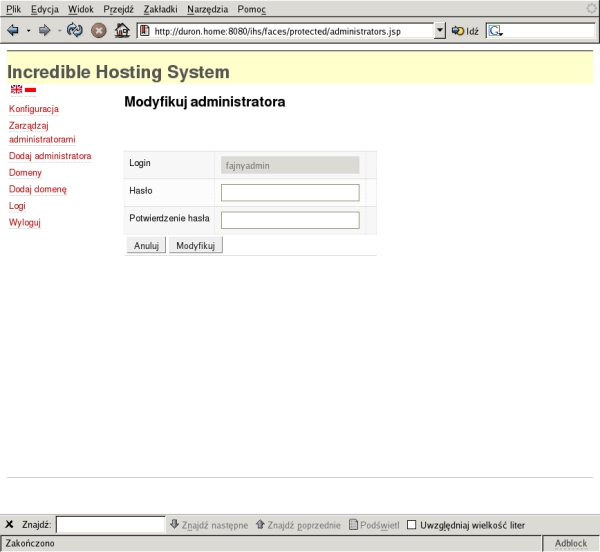 Plik Edycja Widok Przejdź Zakładki Narzędzia Pomoc
http://duron.home:8080/ihs/faces/protected/administrators.jsp Idź
Incredible Hosting System
Konfiguracja
Zarządzaj
administratorami
Dodaj administratora
Domeny
Dodaj domenę
Logi
Wyloguj
Modyfikuj administratora
Login fajnyadmin
Hasło
Potwierdzenie hasła
Anuluj Modyfikuj
Znajdź: Znajdź następne Znajdź poprzednie Podświetl Uwzględniaj wielkość liter
Zakończono Adblock